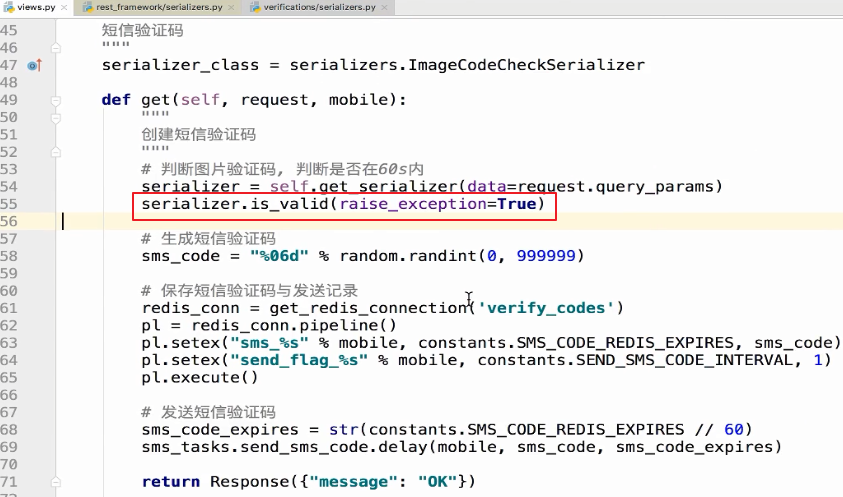 views.py rest_framework/serializers.py verifications/serializers.py
45 短信验证码
46 """
47 serializer_class = serializers.ImageCodeCheckSerializer
48
49 def get(self, request, mobile):
50 """
51 创建短信验证码
52 """
53 # 判断图片验证码, 判断是否在60s内
54 serializer = self.get_serializer(data=request.query_params)
55 serializer.is_valid(raise_exception=True)
56
57 # 生成短信验证码
58 sms_code = "%06d" % random.randint(0, 999999)
59
60 # 保存短信验证码与发送记录
61 redis_conn = get_redis_connection('verify_codes')
62 pl = redis_conn.pipeline()
63 pl.setex("sms_%s" % mobile, constants.SMS_CODE_REDIS_EXPIRES, sms_code)
64 pl.setex("send_flag_%s" % mobile, constants.SEND_SMS_CODE_INTERVAL, 1)
65 pl.execute()
66
67 # 发送短信验证码
68 sms_code_expires = str(constants.SMS_CODE_REDIS_EXPIRES // 60)
69 sms_tasks.send_sms_code.delay(mobile, sms_code, sms_code_expires)
70
71 return Response({"message": "OK"})
72